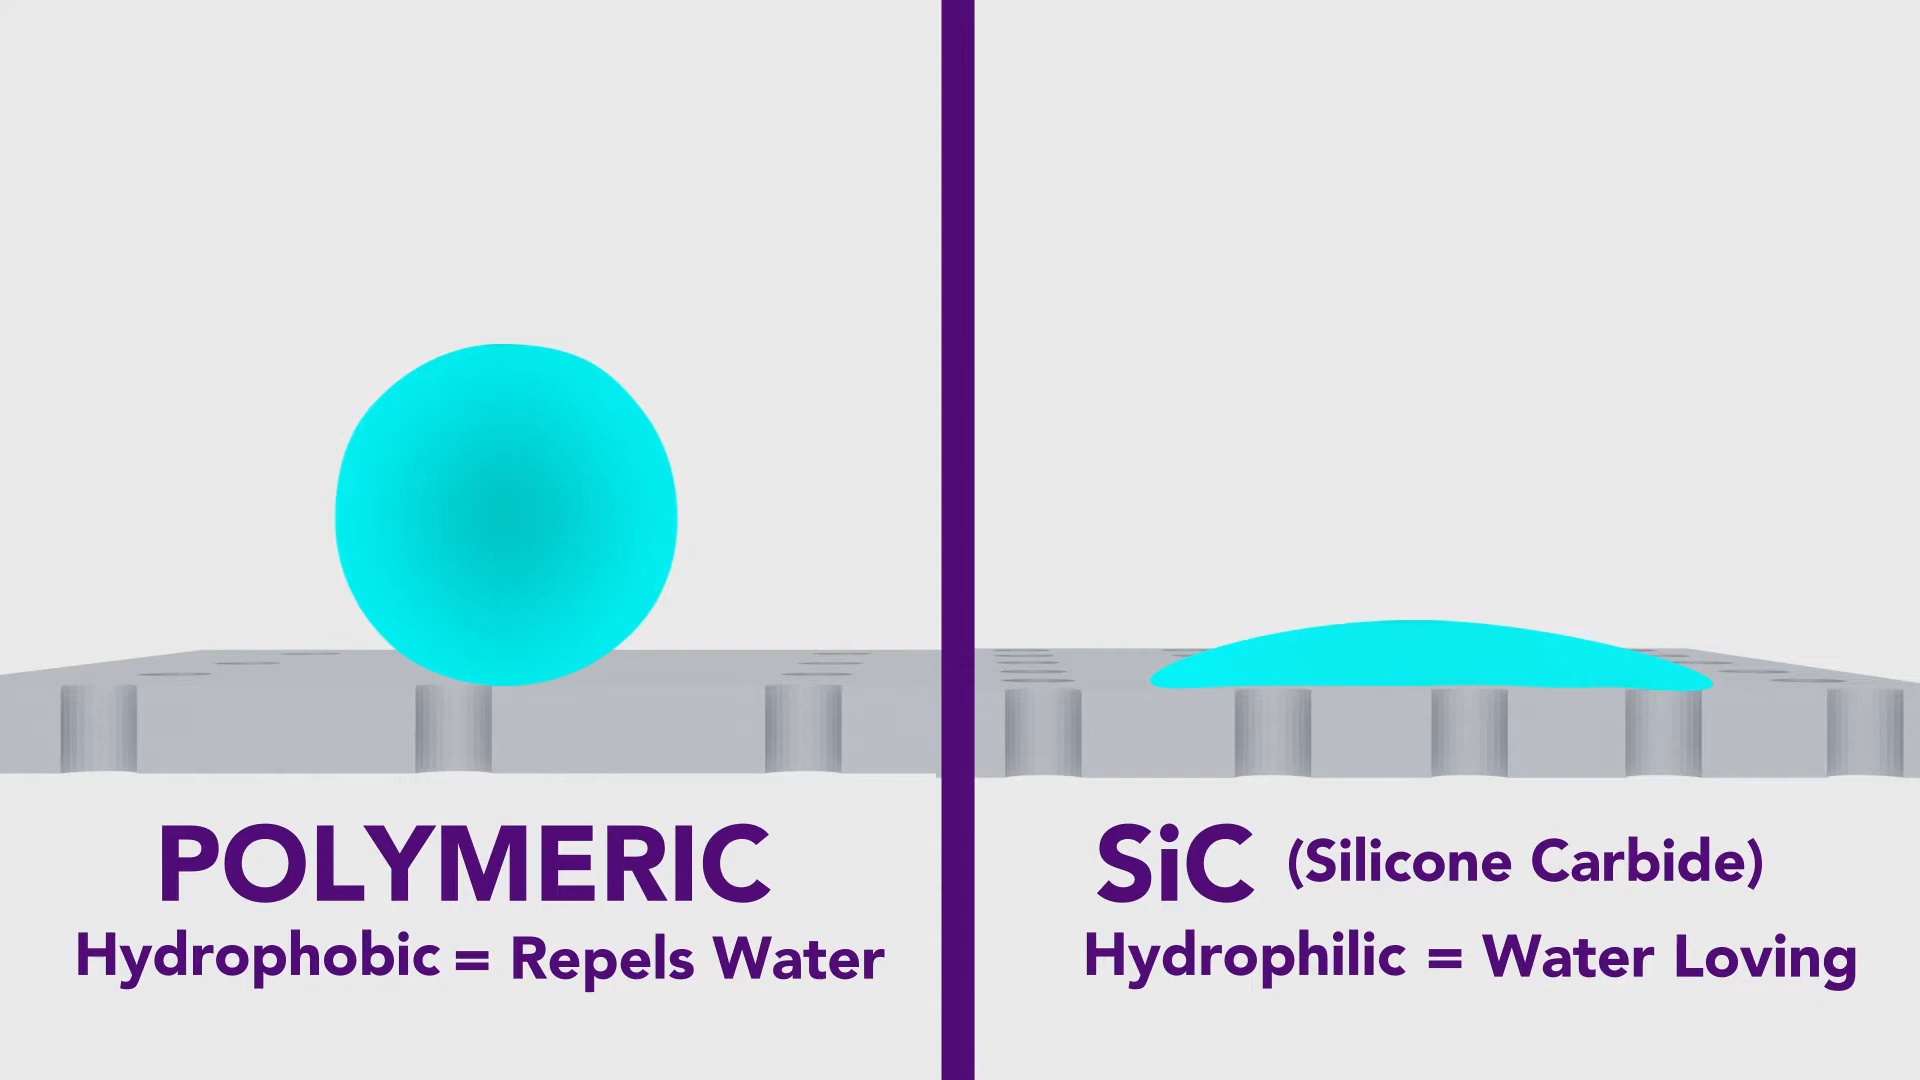 POLYMERIC
Hydrophobic = Repels Water
SiC (Silicone Carbide)
Hydrophilic = Water Loving